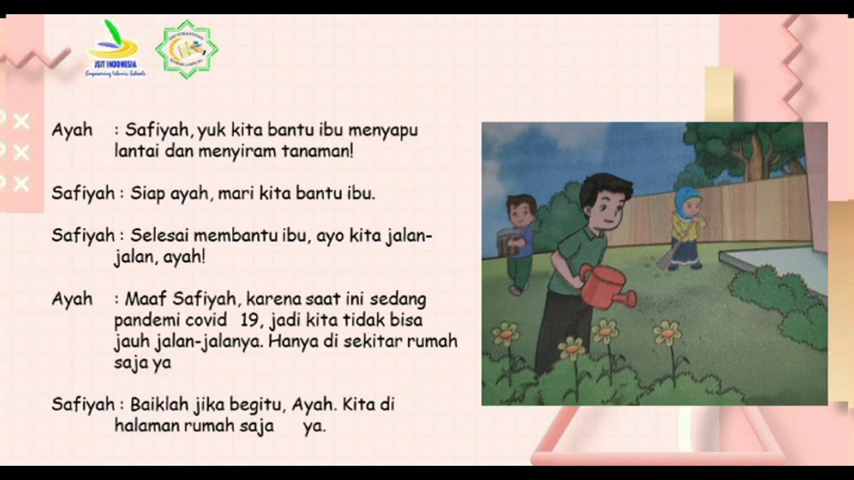 JSIT INDONESIA
Empowering Islamic Schools
Ayah : Safiyah, yuk kita bantu ibu menyapu
lantai dan menyiram tanaman!
Safiyah : Siap ayah, mari kita bantu ibu.
Safiyah : Selesai membantu ibu, ayo kita jalan-
jalan, ayah!
Ayah : Maaf Safiyah, karena saat ini sedang
pandemi covid 19, jadi kita tidak bisa
jauh jalan-jalanya. Hanya di sekitar rumah
saja ya
Safiyah : Baiklah jika begitu, Ayah. Kita di
halaman rumah saja ya.